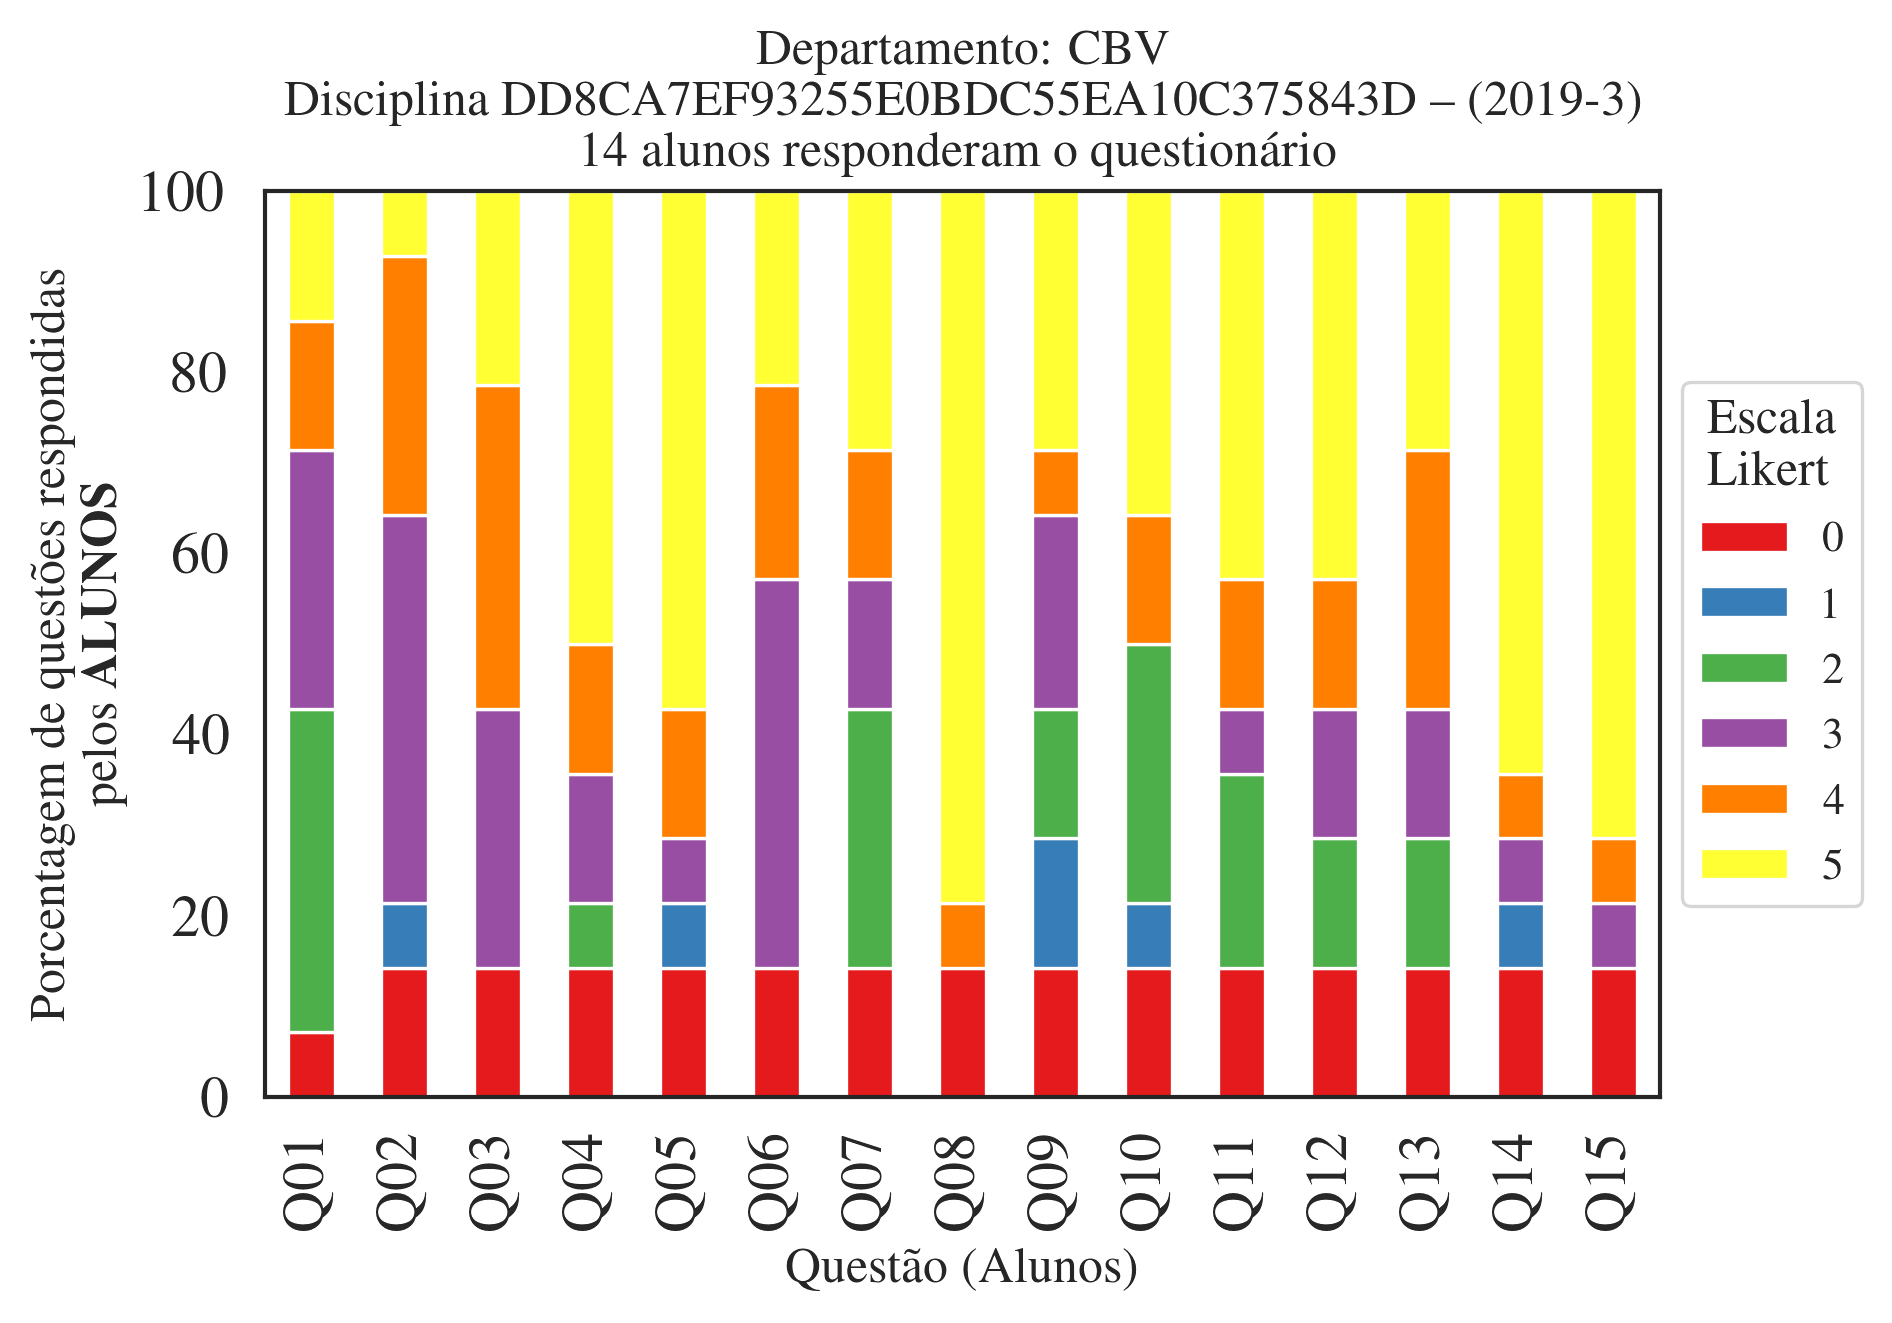 Departamento: CBV
Disciplina DD8CA7EF93255E0BDC55EA10C375843D – (2019-3)
14 alunos responderam o questionário
Porcentagem de questões respondidas
pelos ALUNOS
100
80
60
40
20
0
Q01
Q02
Q03
Q04
Q05
Q06
Q07
Q08
Q09
Q10
Q11
Q12
Q13
Q14
Q15
Questão (Alunos)
Escala
Likert
0
1
2
3
4
5